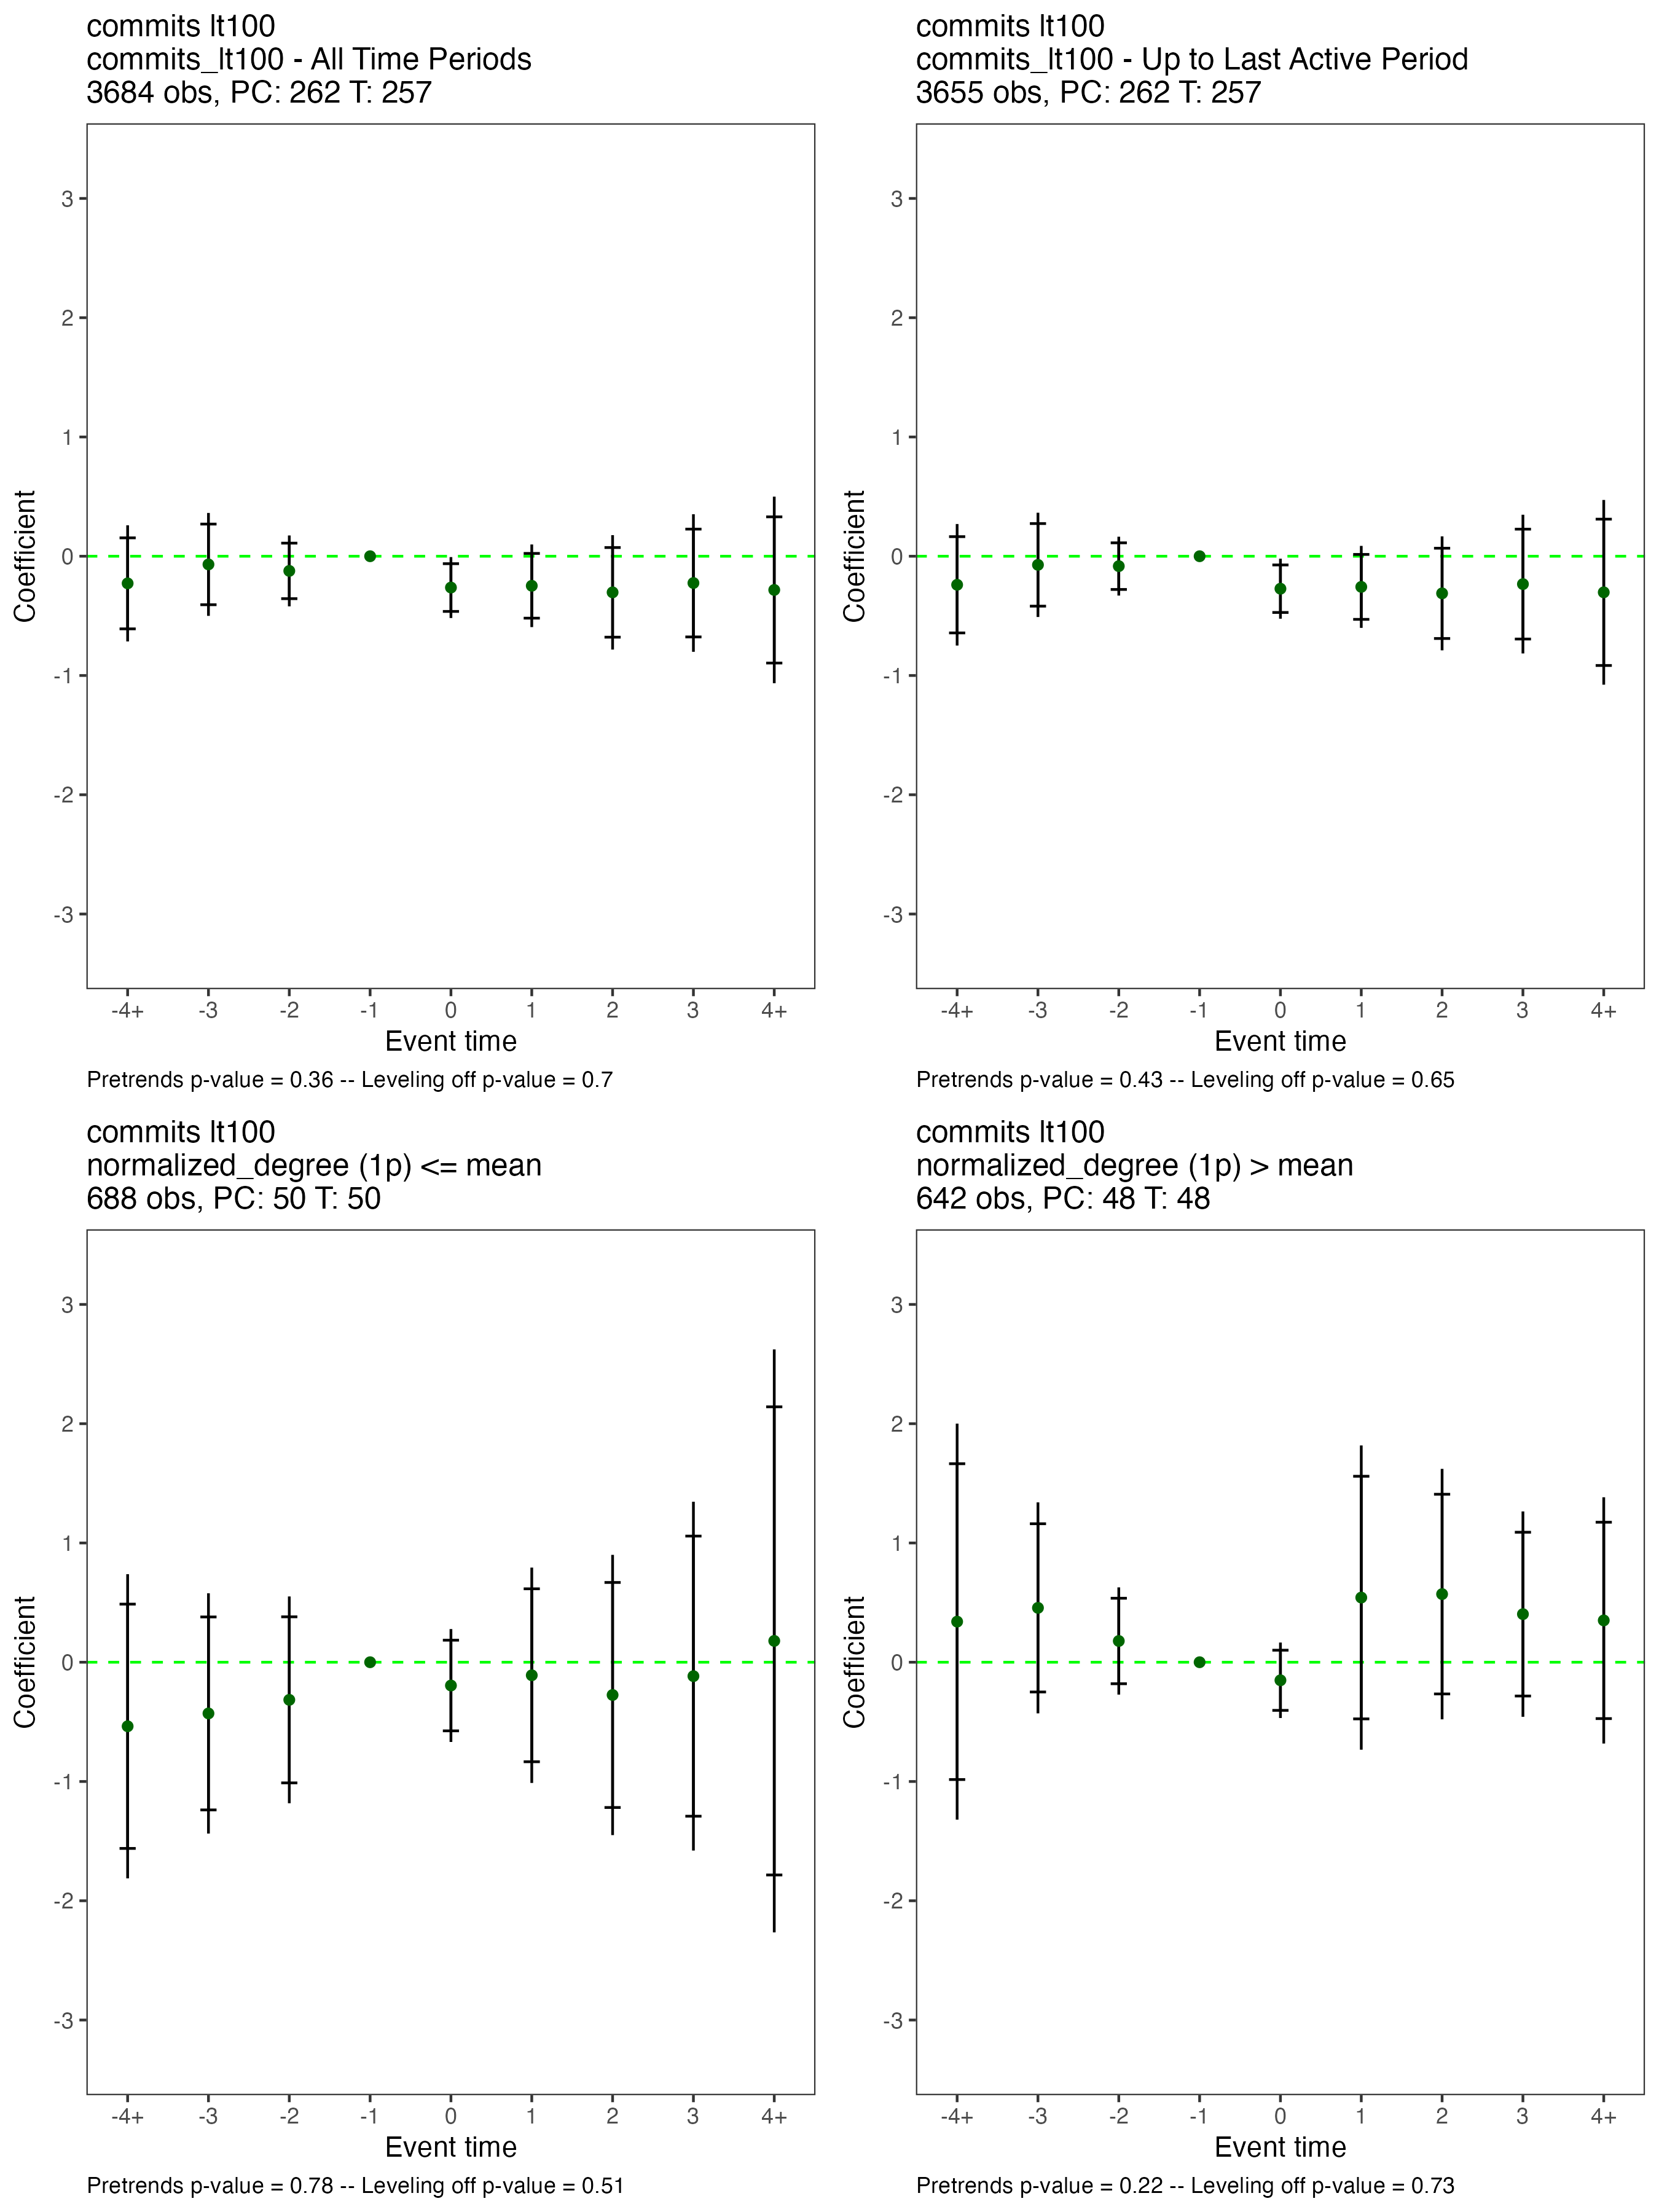 commits lt100
commits_lt100 - All Time Periods
3684 obs, PC: 262 T: 257
3
2
1
0
-1
-2
-3
Coefficient
-4+ -3 -2 -1 0 1 2 3 4+
Event time
Pretrends p-value = 0.36 -- Leveling off p-value = 0.7
commits lt100
commits_lt100 - Up to Last Active Period
3655 obs, PC: 262 T: 257
3
2
1
0
-1
-2
-3
Coefficient
-4+ -3 -2 -1 0 1 2 3 4+
Event time
Pretrends p-value = 0.43 -- Leveling off p-value = 0.65
commits lt100
normalized_degree (1p) <= mean
688 obs, PC: 50 T: 50
3
2
1
0
-1
-2
-3
Coefficient
-4+ -3 -2 -1 0 1 2 3 4+
Event time
Pretrends p-value = 0.78 -- Leveling off p-value = 0.51
commits lt100
normalized_degree (1p) > mean
642 obs, PC: 48 T: 48
3
2
1
0
-1
-2
-3
Coefficient
-4+ -3 -2 -1 0 1 2 3 4+
Event time
Pretrends p-value = 0.22 -- Leveling off p-value = 0.73